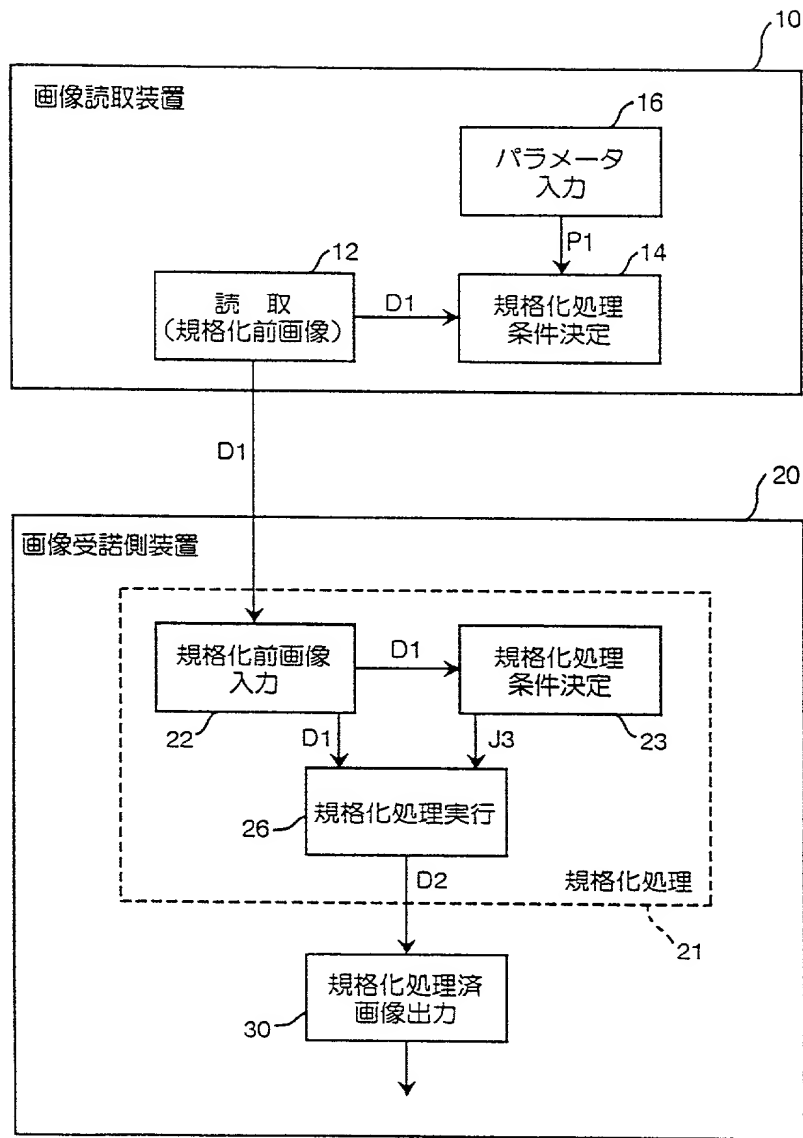 10
画像読取装置
16
パラメータ
入力
P1
12
14
読 取
(規格化前画像)
D1
規格化処理
条件決定
D1
20
画像受諾側装置
規格化前画像
入力
D1
規格化処理
条件決定
22
D1
J3
23
26
規格化処理実行
D2
規格化処理
21
規格化処理済
画像出力
30